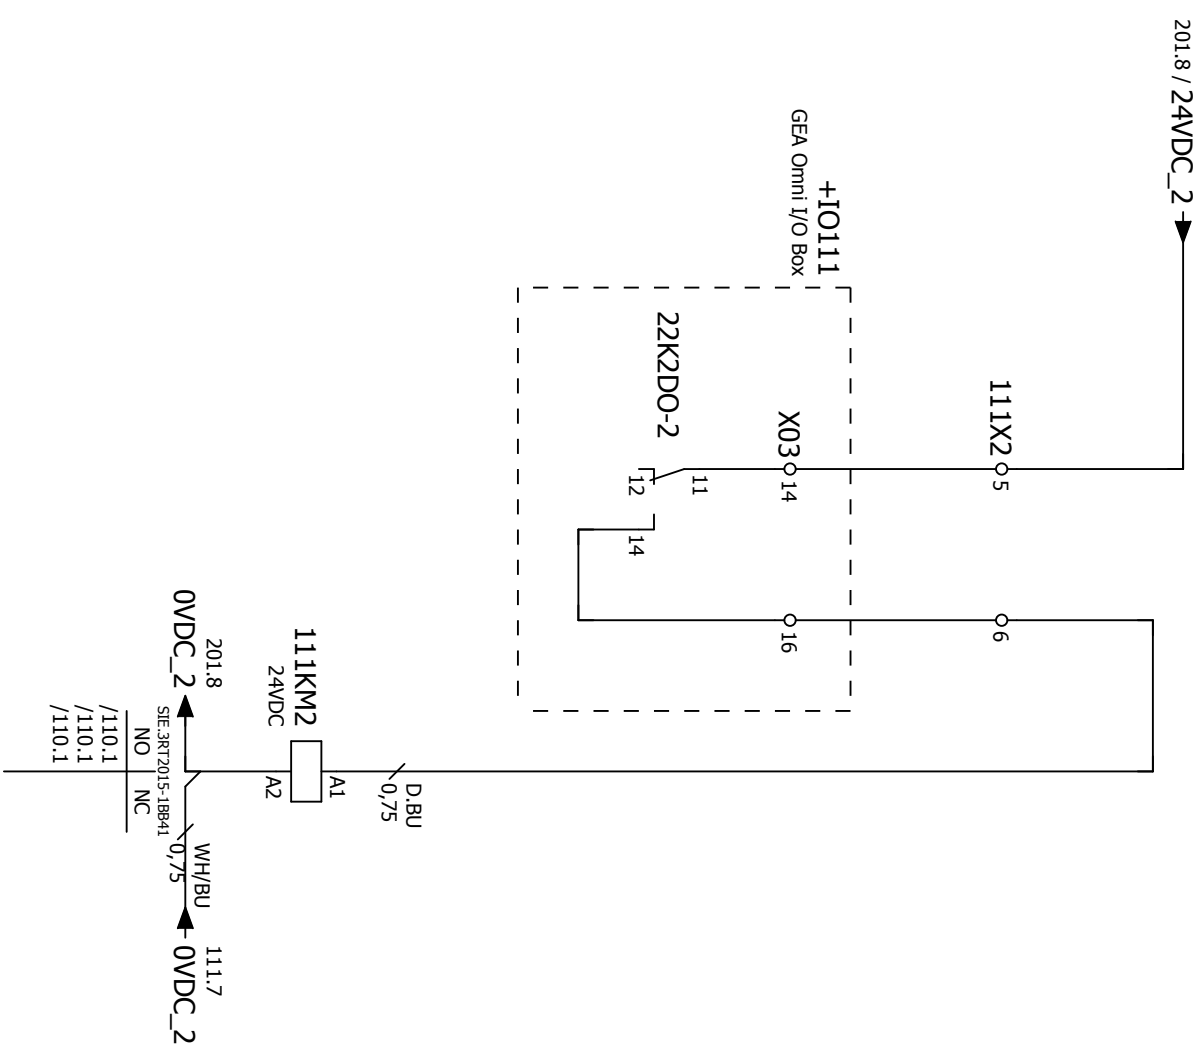 201.8 / 24VDC_2
+IO111
GEA Omni I/O Box
111X2
5
6
X03
14
16
22K2DO-2
11
12
14
D.BU
0,75
111KM2
24VDC
A1
A2
201.8
0VDC_2
WH/BU
0,75
111.7
0VDC_2
SIE.3RT2015-1BB41
NO
NC
/110.1
/110.1
/110.1